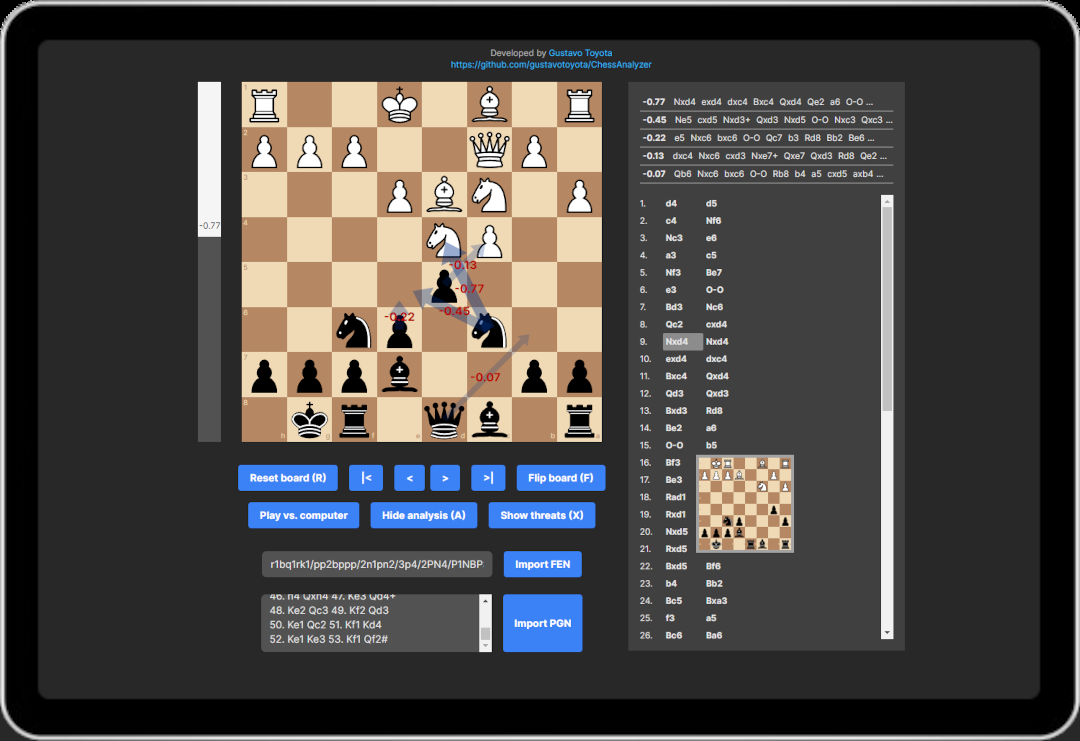 Developed by Gustavo Toyota
https://github.com/gustavotoyota/ChessAnalyzer
-0.77
1
2
3
4
5
6
7
8
h
g
f
e
d
b
a
-0.13
-0.77
-0.45
-0.22
-0.07
-0.77 Nxd4 exd4 dxc4 Bxc4 Qxd4 Qe2 a6 O-O ...
-0.45 Ne5 cxd5 Nxd3+ Qxd3 Nxd5 O-O Nxc3 Qxc3 ...
-0.22 e5 Nxc6 bxc6 O-O Qc7 b3 Rd8 Bb2 Be6 ...
-0.13 dxc4 Nxc6 cxd3 Nxe7+ Qxe7 Qxd3 Rd8 Qe2 ...
-0.07 Qb6 Nxc6 bxc6 O-O Rb8 b4 a5 cxd5 axb4 ...
1. d4 d5
2. c4 Nf6
3. Nc3 e6
4. a3 c5
5. Nf3 Be7
6. e3 O-O
7. Bd3 Nc6
8. Qc2 cxd4
9. Nxd4 Nxd4
10. exd4 dxc4
11. Bxc4 Qxd4
12. Qd3 Qxd3
13. Bxd3 Rd8
14. Be2 a6
15. O-O b5
16. Bf3
17. Be3
18. Rad1
19. Rxd1
20. Nxd5
21. Rxd5
22. Bxd5 Bf6
23. b4 Bb2
24. Bc5 Bxa3
25. f3 a5
26. Bc6 Ba6
Reset board (R)
|<
<
>
>|
Flip board (F)
Play vs. computer
Hide analysis (A)
Show threats (X)
r1bq1rk1/pp2bppp/2n1pn2/3p4/2PN4/P1NBP
Import FEN
46. h4 Qxh4 47. Ke3 Qd4+
48. Ke2 Qc3 49. Kf2 Qd3
50. Ke1 Qc2 51. Kf1 Kd4
52. Ke1 Ke3 53. Kf1 Qf2#
Import PGN